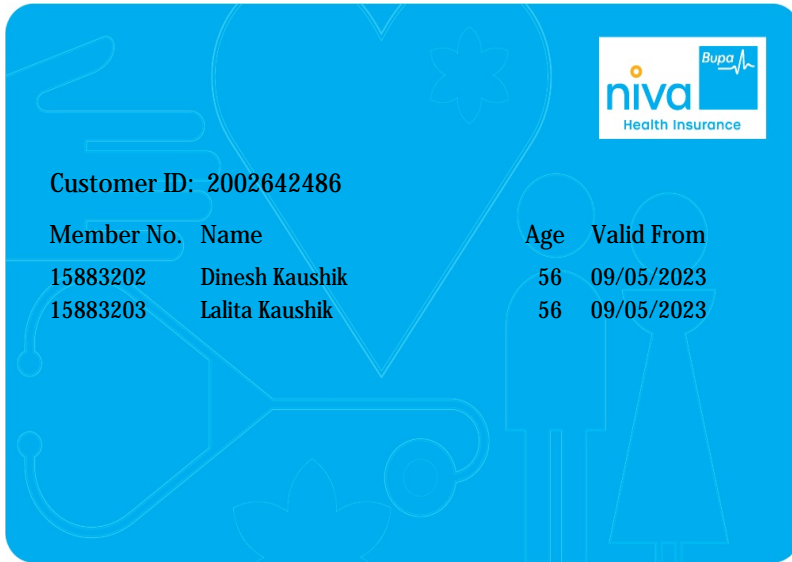 Bupa
niva
Health Insurance
Customer ID: 2002642486
Member No. Name Age Valid From
15883202 Dinesh Kaushik 56 09/05/2023
15883203 Lalita Kaushik 56 09/05/2023